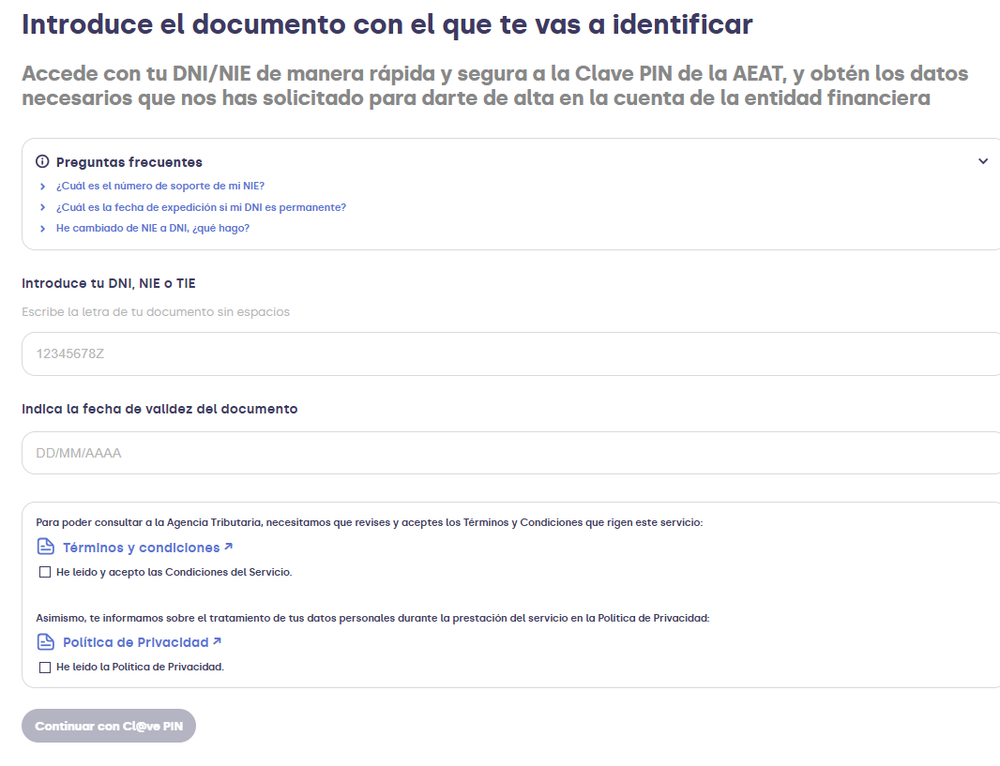 Introduce el documento con el que te vas a identificar
Accede con tu DNI/NIE de manera rápida y segura a la Clave PIN de la AEAT, y obtén los datos
necesarios que nos has solicitado para darte de alta en la cuenta de la entidad financiera
Preguntas frecuentes
¿Cuál es el número de soporte de mi NIE?
¿Cuál es la fecha de expedición si mi DNI es permanente?
He cambiado de NIE a DNI, ¿qué hago?
Introduce tu DNI, NIE o TIE
Escribe la letra de tu documento sin espacios
12345678Z
Indica la fecha de validez del documento
DD/MM/AAAA
Para poder consultar a la Agencia Tributaria, necesitamos que revises y aceptes los Términos y Condiciones que rigen este servicio:
Términos y condiciones
He leído y acepto las Condiciones del Servicio.
Asimismo, te informamos sobre el tratamiento de tus datos personales durante la prestación del servicio en la Política de Privacidad:
Política de Privacidad
He leído la Política de Privacidad.
Continuar con Cl@ve PIN